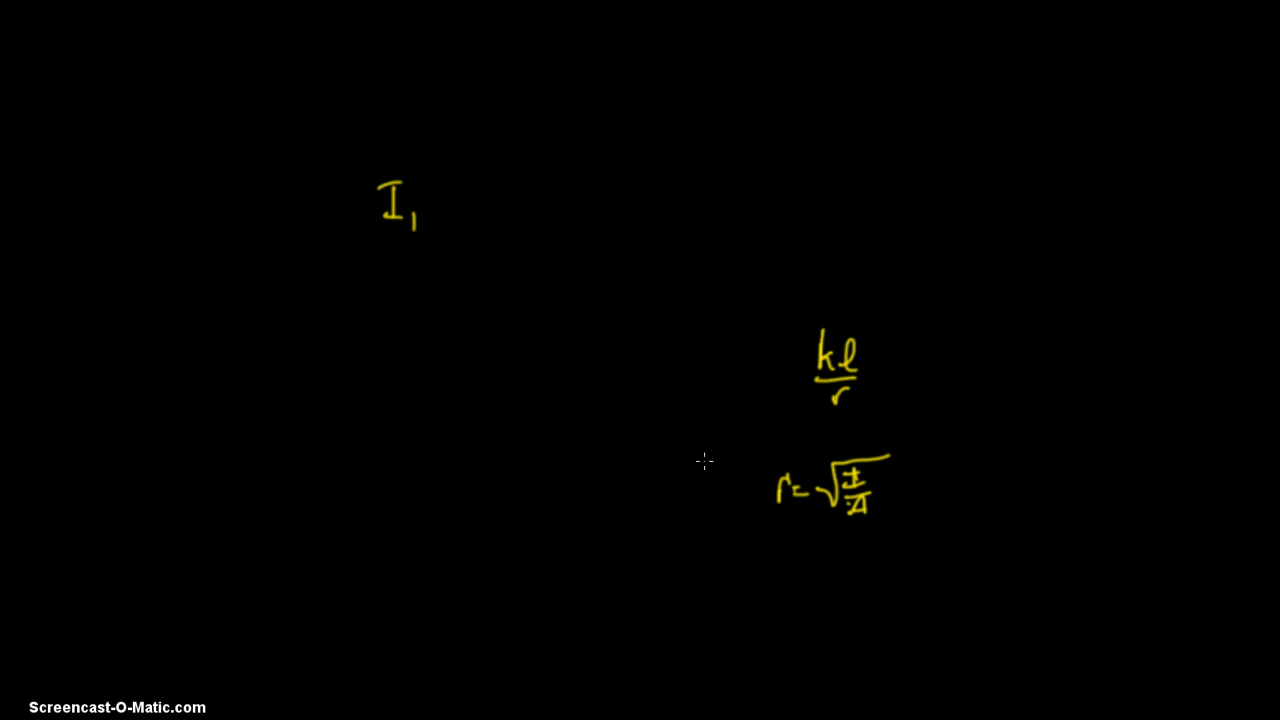 I₁
kl/r
r = √(I/A)
Screencast-O-Matic.com